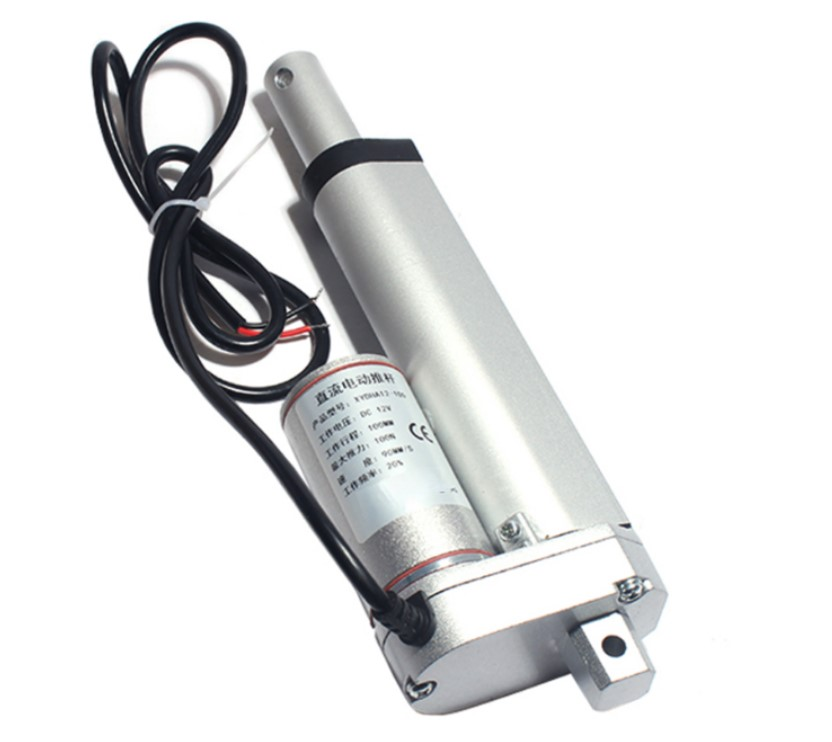 直流电动推杆
产品型号: XYDHA12-100
工作电压: DC 12V
工作行程: 100MM
最大推力: 100N
速 度: 90MM/S
工作频率: 20%
CE